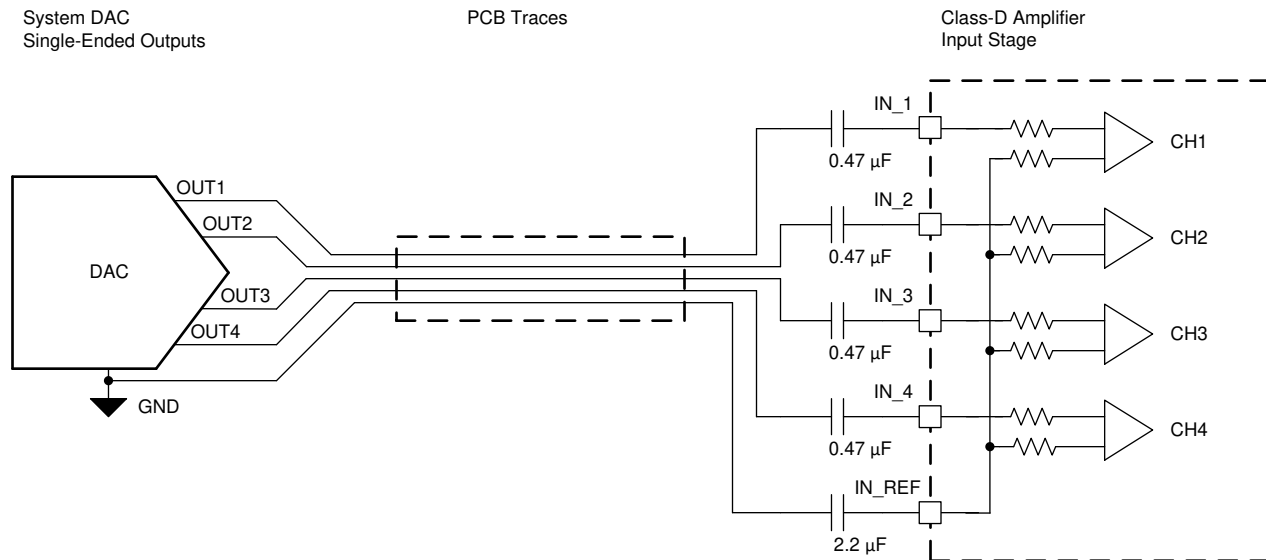 System DAC
Single-Ended Outputs
PCB Traces
Class-D Amplifier
Input Stage
IN_1
0.47 µF
CH1
OUT1
OUT2
IN_2
0.47 µF
CH2
DAC
OUT3
OUT4
IN_3
0.47 µF
CH3
GND
IN_4
0.47 µF
CH4
IN_REF
2.2 µF